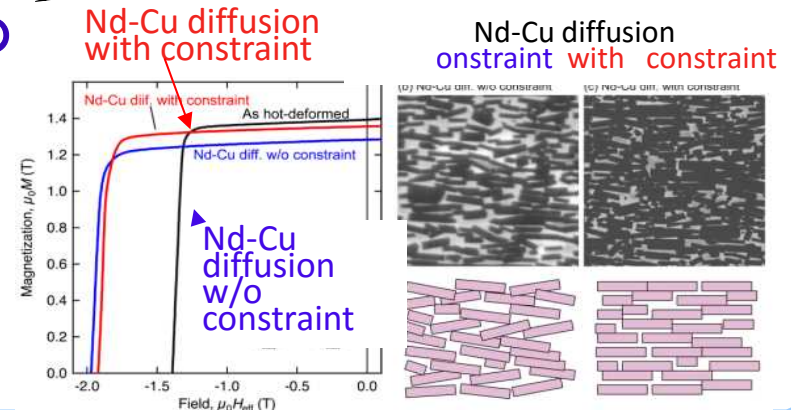 Nd-Cu diffusion
with constraint
Nd-Cu diffusion
onstraint with constraint
Nd-Cu diif. with constraint
As hot-deformed
Nd-Cu diff. w/o constraint
Nd-Cu
diffusion
w/o
constraint
Magnetization, μ₀M (T)
1.4
1.2
1.0
0.8
0.6
0.4
0.2
0.0
-2.0 -1.5 -1.0 -0.5 0.0
Field, μ₀Heff (T)
(b) Nd-Cu diff. w/o constraint
(c) Nd-Cu diff. with constraint